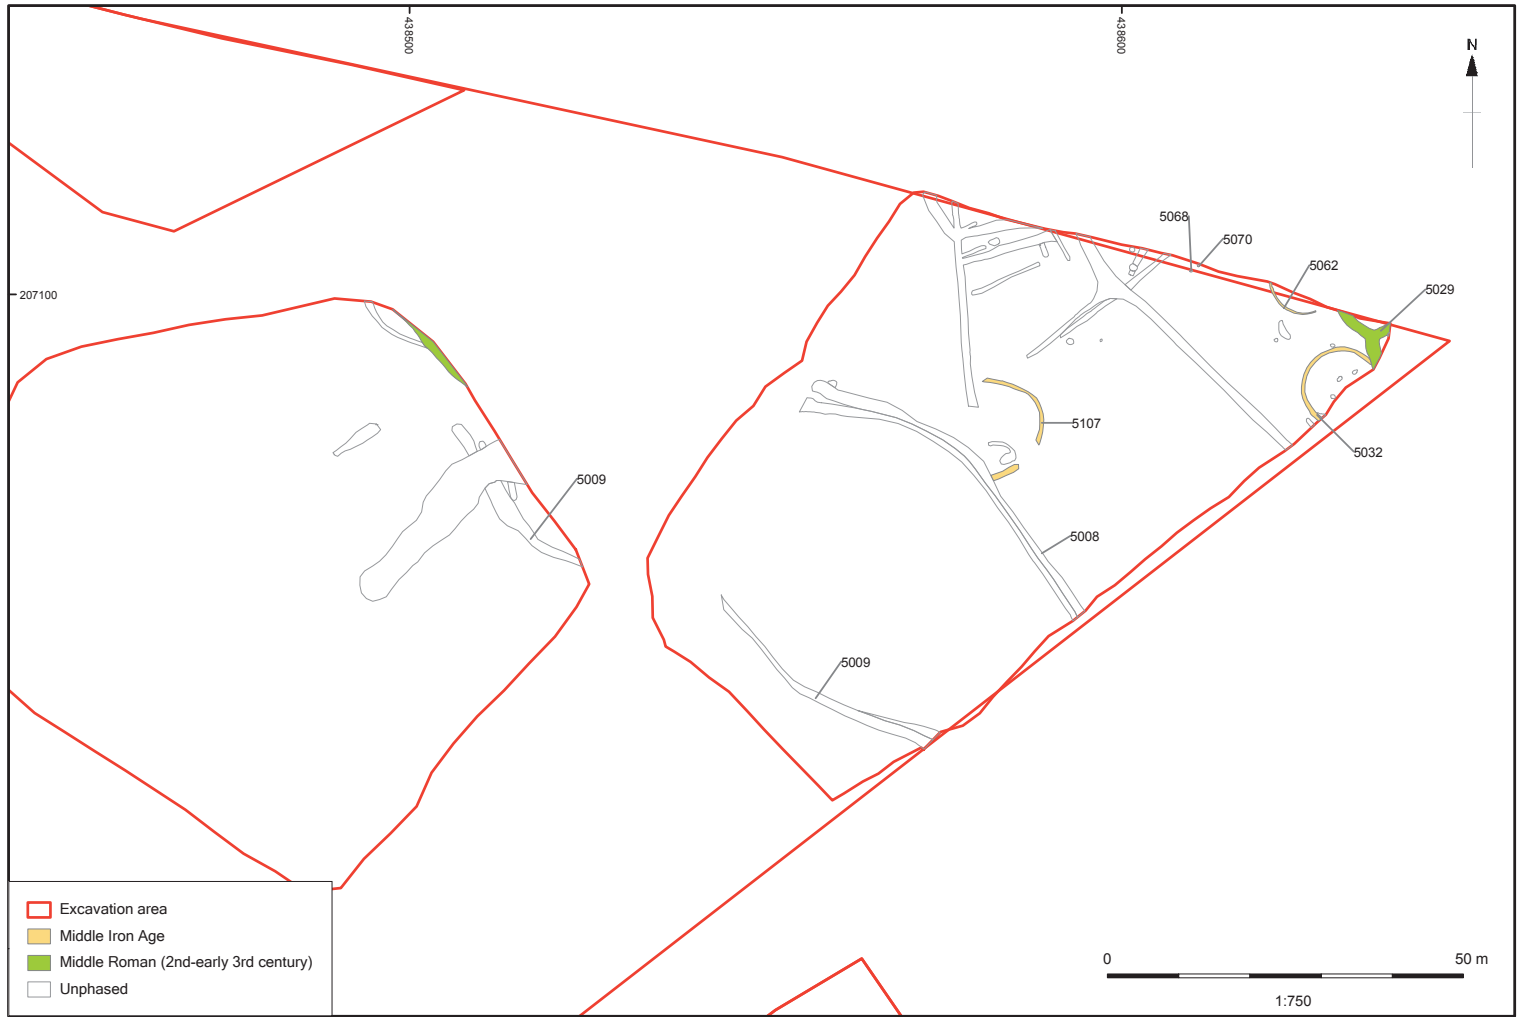 438500
438600
N
5068
5070
5062
5029
207100
5107
5032
5009
5008
5009
Excavation area
Middle Iron Age
Middle Roman (2nd-early 3rd century)
Unphased
0
50 m
1:750